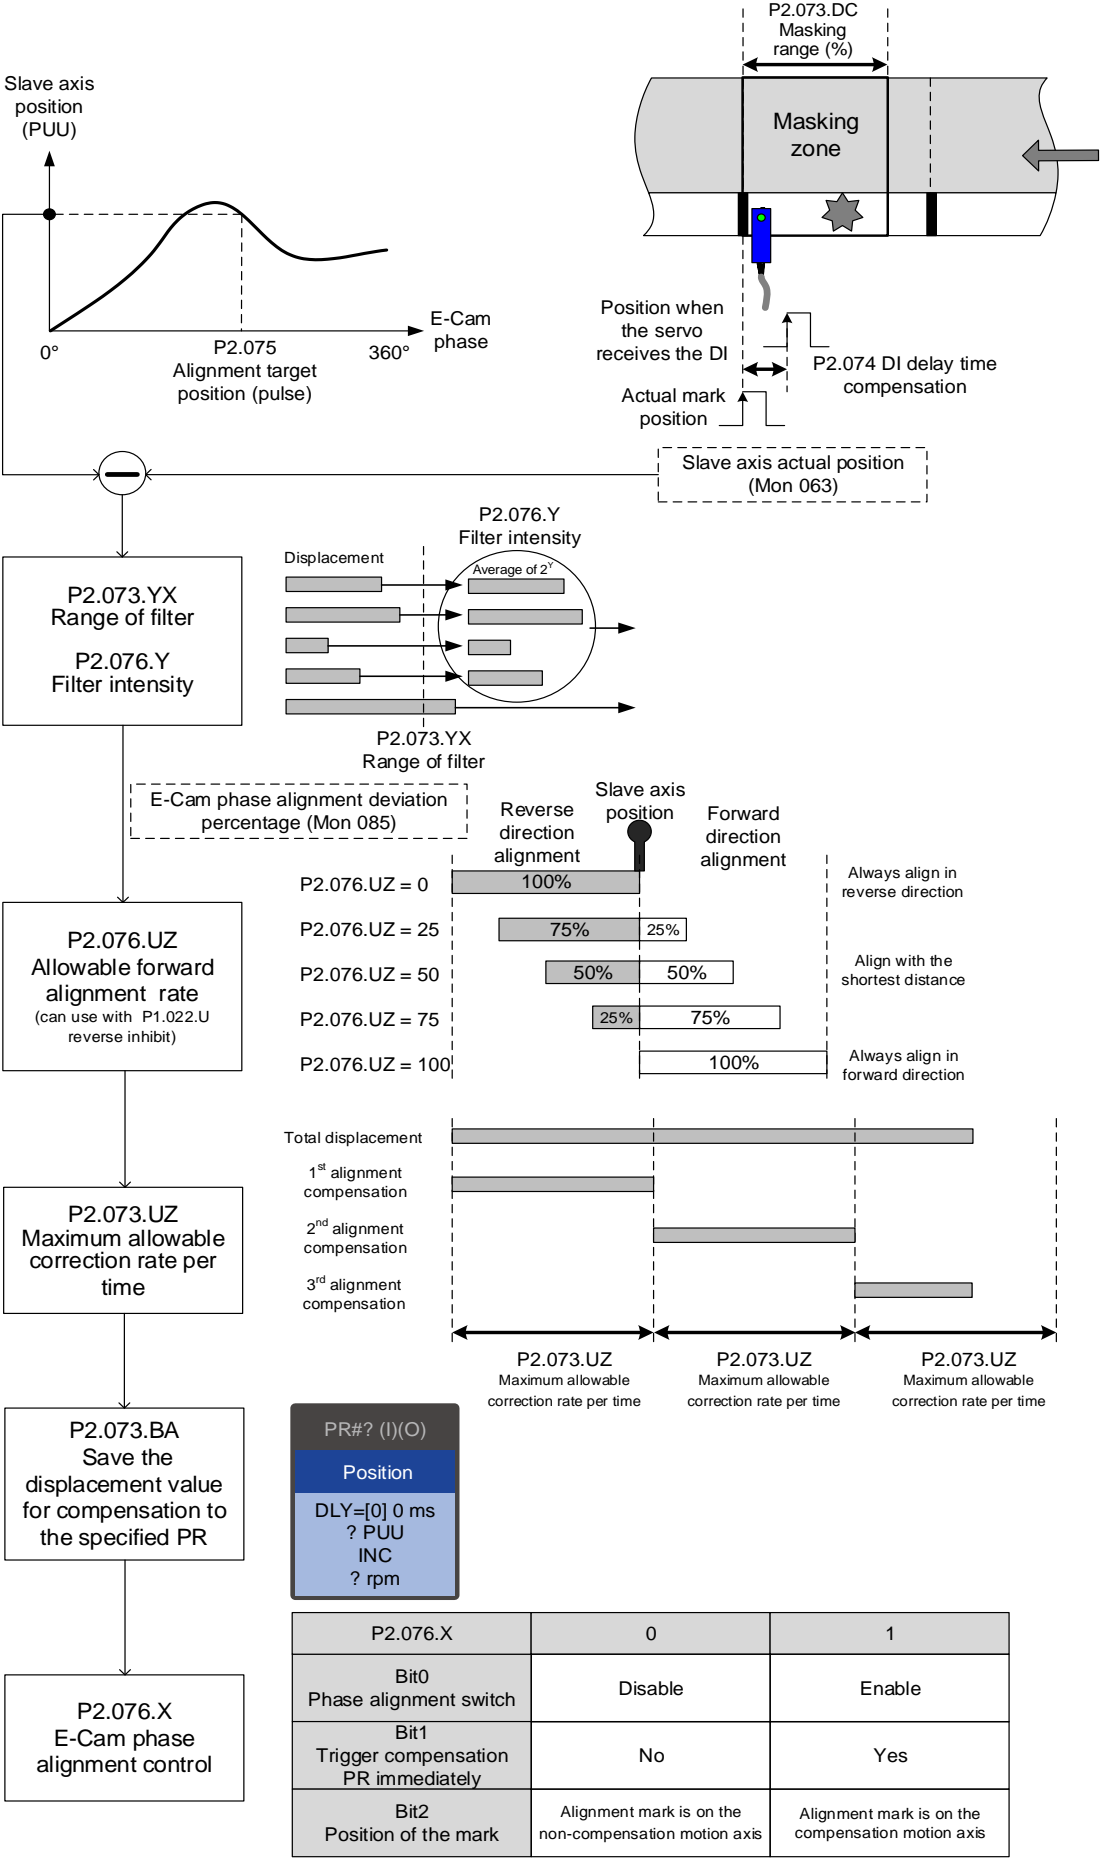 P2.073.DC
Masking
range (%)
Slave axis
position
(PUU)
Masking
zone
E-Cam
phase
0°
P2.075
Alignment target
position (pulse)
360°
Position when
the servo
receives the DI
P2.074 DI delay time
compensation
Actual mark
position
Slave axis actual position
(Mon 063)
P2.076.Y
Filter intensity
Displacement
Average of 2Y
P2.073.YX
Range of filter
P2.076.Y
Filter intensity
P2.073.YX
Range of filter
E-Cam phase alignment deviation
percentage (Mon 085)
Reverse
direction
alignment
Slave axis
position
Forward
direction
alignment
P2.076.UZ = 0
100%
Always align in
reverse direction
P2.076.UZ = 25
75%
25%
P2.076.UZ
Allowable forward
alignment rate
(can use with P1.022.U
reverse inhibit)
P2.076.UZ = 50
50%
50%
Align with the
shortest distance
P2.076.UZ = 75
25%
75%
P2.076.UZ = 100
100%
Always align in
forward direction
Total displacement
1st alignment
compensation
P2.073.UZ
Maximum allowable
correction rate per
time
2nd alignment
compensation
3rd alignment
compensation
P2.073.UZ
Maximum allowable
correction rate per time
P2.073.UZ
Maximum allowable
correction rate per time
P2.073.UZ
Maximum allowable
correction rate per time
P2.073.BA
Save the
displacement value
for compensation to
the specified PR
PR#? (I)(O)
Position
DLY=[0] 0 ms
? PUU
INC
? rpm
P2.076.X
E-Cam phase
alignment control
P2.076.X
0
1
Bit0
Phase alignment switch
Disable
Enable
Bit1
Trigger compensation
PR immediately
No
Yes
Bit2
Position of the mark
Alignment mark is on the
non-compensation motion axis
Alignment mark is on the
compensation motion axis